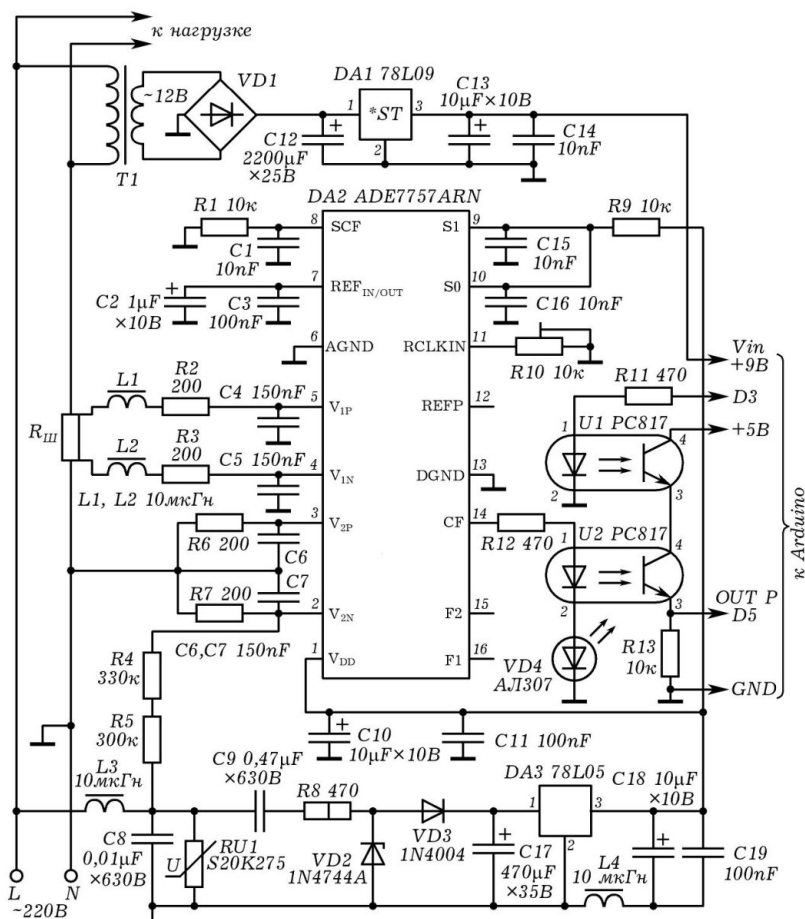 к нагрузке
~12В
VD1
T1
DA1 78L09
1
*ST
3
2
C12
2200μF
×25В
C13
10μF×10В
C14
10nF
DA2 ADE7757ARN
R1 10к
8
SCF
S1
9
R9 10к
C1
10nF
C15
10nF
7
REF IN/OUT
S0
10
C2 1μF
×10В
C3
100nF
C16 10nF
6
AGND
RCLKIN
11
R10 10к
Vin
+9В
L1
R2
200
C4 150nF
5
V1P
REFP
12
R11 470
D3
U1 PC817
+5В
1
4
2
3
RШ
L2
R3
200
C5 150nF
4
V1N
DGND
13
L1, L2 10мкГн
R6 200
C6
3
V2P
CF
14
R12 470
U2 PC817
1
4
2
3
к Arduino
C7
R7 200
2
V2N
F2
15
OUT P
D5
C6,C7 150nF
R4
330к
1
VDD
F1
16
VD4
АЛ307
R13
10к
GND
R5
300к
C10
10μF×10В
C11 100nF
L3
10мкГн
C9 0,47μF
×630В
R8 470
DA3 78L05
1
3
2
C18 10μF
×10В
C8
0,01μF
×630В
U
RU1
S20K275
VD2
1N4744A
VD3
1N4004
C17
470μF
×35В
L4
10 мкГн
C19
100nF
L
N
~220В